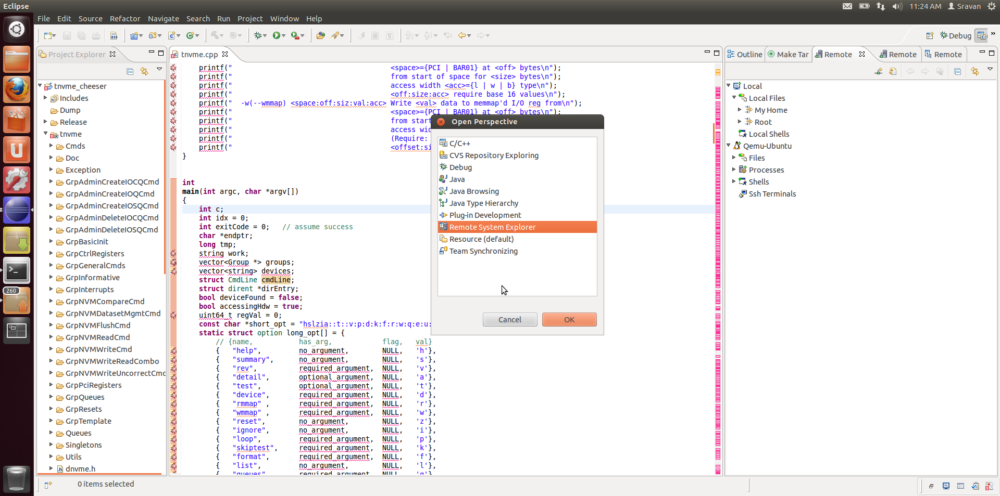 Eclipse
11:24 AM
Sravan
File Edit Source Refactor Navigate Search Run Project Window Help
Debug
Project Explorer
tnvme_cheeser
Includes
Dump
Release
tnvme
Cmds
Doc
Exception
GrpAdminCreateIOCQCmd
GrpAdminCreateIOQCmd
GrpAdminCreateIOSQCmd
GrpAdminDeleteIOCQCmd
GrpAdminDeleteIOSQCmd
GrpBasicInit
GrpCtrlRegisters
GrpGeneralCmds
GrpInformative
GrpInterrupts
GrpNVMCompareCmd
GrpNVMDatasetMgmtCmd
GrpNVMFlushCmd
GrpNVMReadCmd
GrpNVMWriteCmd
GrpNVMWriteReadCombo
GrpNVMWriteUncorrectCmd
GrpPciRegisters
GrpQueues
GrpResets
GrpTemplate
Queues
Singletons
Utils
dnvme.h
260
tnvme.cpp
printf(" <space>={PCI | BAR01} at <off> bytes\n");
printf(" from start of space for <size> bytes\n");
printf(" access width <acc>={l | w | b} type\n");
printf(" <off:size:acc> require base 16 values\n");
printf(" -w(--wmmap) <space:off:siz:val:acc> Write <val> data to memmap'd I/O reg from\n");
printf(" <space>={PCI | BAR01} at <off> bytes\n");
printf(" from start
printf(" access wid
printf(" (Require:
printf(" <offset:si
}
int
main(int argc, char *argv[])
{
int c;
int idx = 0;
int exitCode = 0; // assume success
char *endptr;
long tmp;
string work;
vector<Group *> groups;
vector<string> devices;
struct CmdLine cmdLine;
struct dirent *dirEntry;
bool deviceFound = false;
bool accessingHdw = true;
uint64_t regVal = 0;
const char *short_opt = "hslzia::t::v:p:d:k:f:r:w:q:e:u:
static struct option long_opt[] = {
// {name, has_arg, flag, val}
{ "help", no_argument, NULL, 'h'},
{ "summary", no_argument, NULL, 's'},
{ "rev", required_argument, NULL, 'v'},
{ "detail", optional_argument, NULL, 'a'},
{ "test", optional_argument, NULL, 't'},
{ "device", required_argument, NULL, 'd'},
{ "rmmap" , required_argument, NULL, 'r'},
{ "wmmap" , required_argument, NULL, 'w'},
{ "reset", no_argument, NULL, 'z'},
{ "ignore", no_argument, NULL, 'i'},
{ "loop", required_argument, NULL, 'p'},
{ "skiptest", required_argument, NULL, 'k'},
{ "format", required_argument, NULL, 'f'},
{ "list", no_argument, NULL, 'l'},
{ "queues", required_argument, NULL, 'q'},
Open Perspective
C/C++
CVS Repository Exploring
Debug
Java
Java Browsing
Java Type Hierarchy
Plug-in Development
Remote System Explorer
Resource (default)
Team Synchronizing
Cancel OK
Outline Make Tar Remote Remote Remote
Local
Local Files
My Home
Root
Local Shells
Qemu-Ubuntu
Files
Processes
Shells
Ssh Terminals
0 items selected